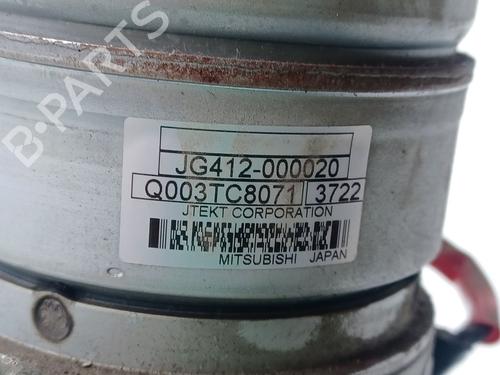 JG412-000020
Q003TC8071 3722
JTEKT CORPORATION
MITSUBISHI JAPAN
B-PARTS